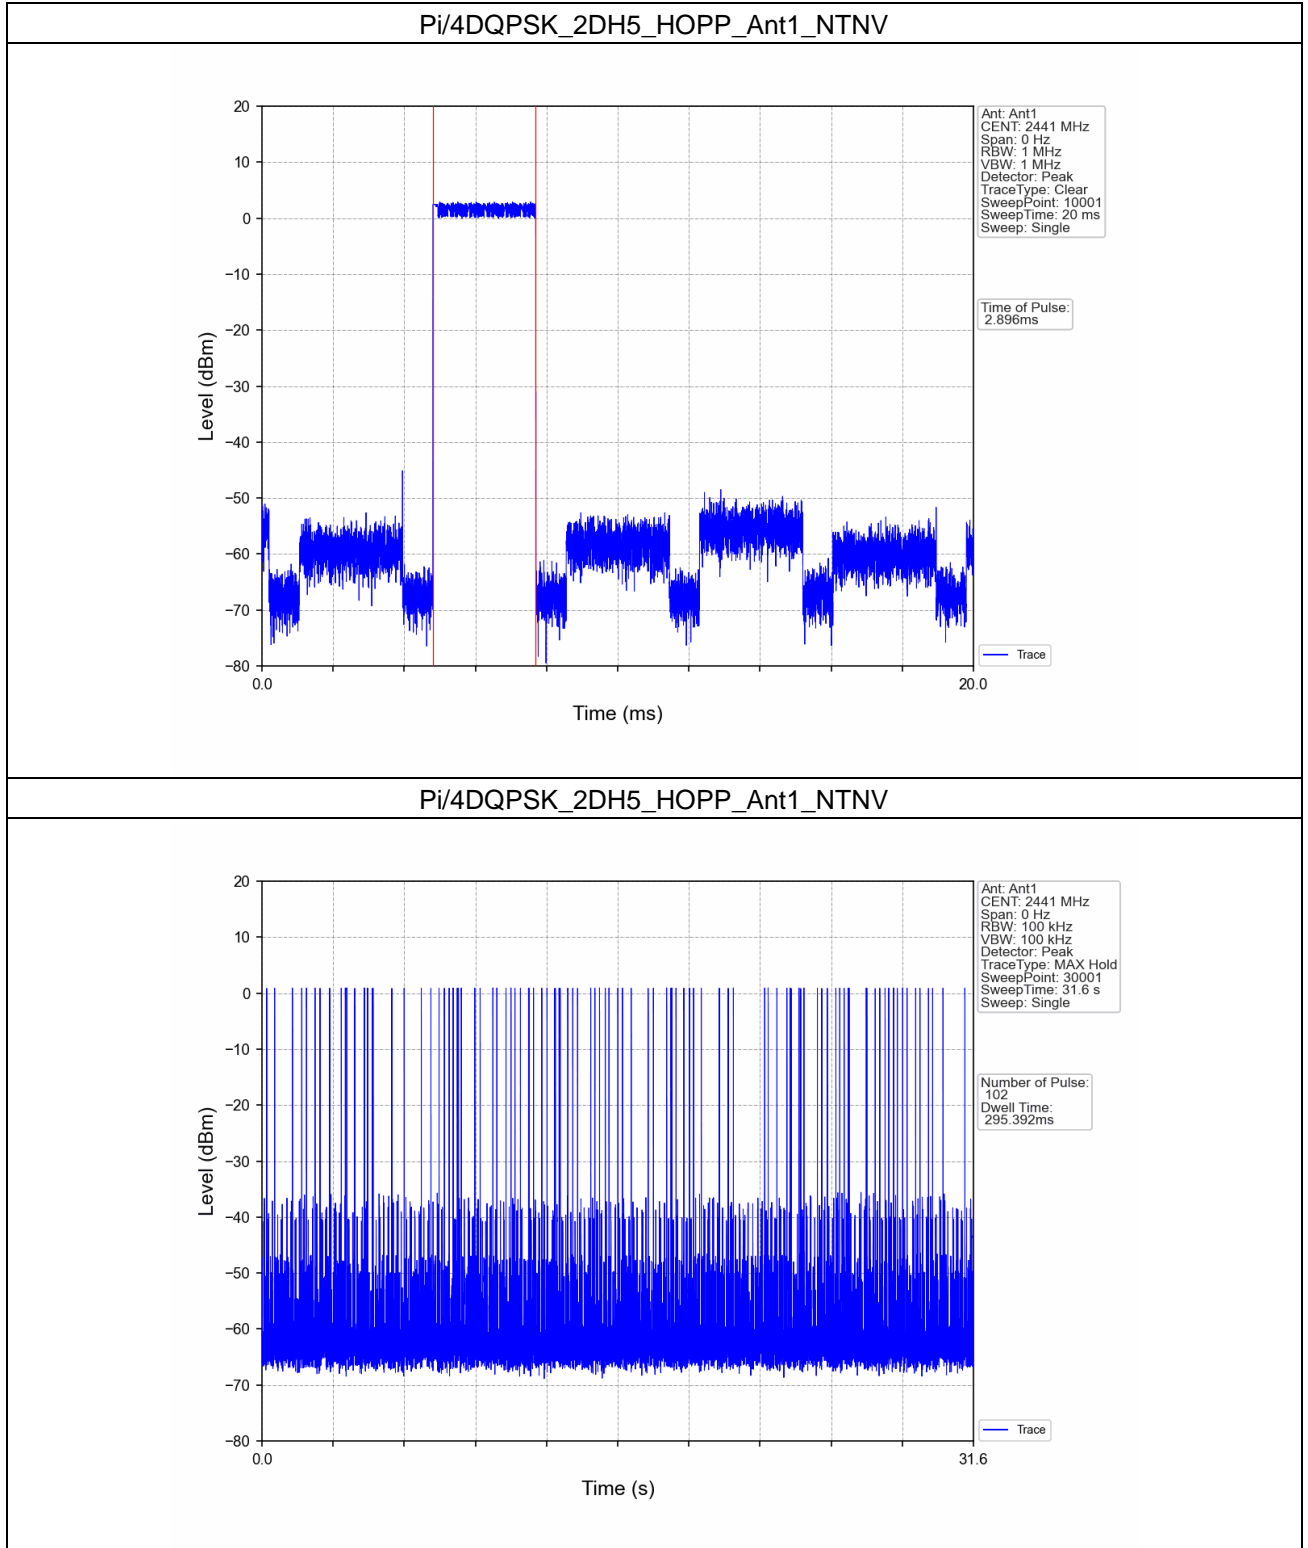 Pi/4DQPSK_2DH5_HOPP_Ant1_NTNV
20
10
0
−10
−20
−30
−40
−50
−60
−70
−80
Level (dBm)
0.0
20.0
Time (ms)
Ant: Ant1
CENT: 2441 MHz
Span: 0 Hz
RBW: 1 MHz
VBW: 1 MHz
Detector: Peak
TraceType: Clear
SweepPoint: 10001
SweepTime: 20 ms
Sweep: Single
Time of Pulse:
2.896ms
Trace
Pi/4DQPSK_2DH5_HOPP_Ant1_NTNV
20
10
0
−10
−20
−30
−40
−50
−60
−70
−80
Level (dBm)
0.0
31.6
Time (s)
Ant: Ant1
CENT: 2441 MHz
Span: 0 Hz
RBW: 100 kHz
VBW: 100 kHz
Detector: Peak
TraceType: MAX Hold
SweepPoint: 30001
SweepTime: 31.6 s
Sweep: Single
Number of Pulse:
102
Dwell Time:
295.392ms
Trace